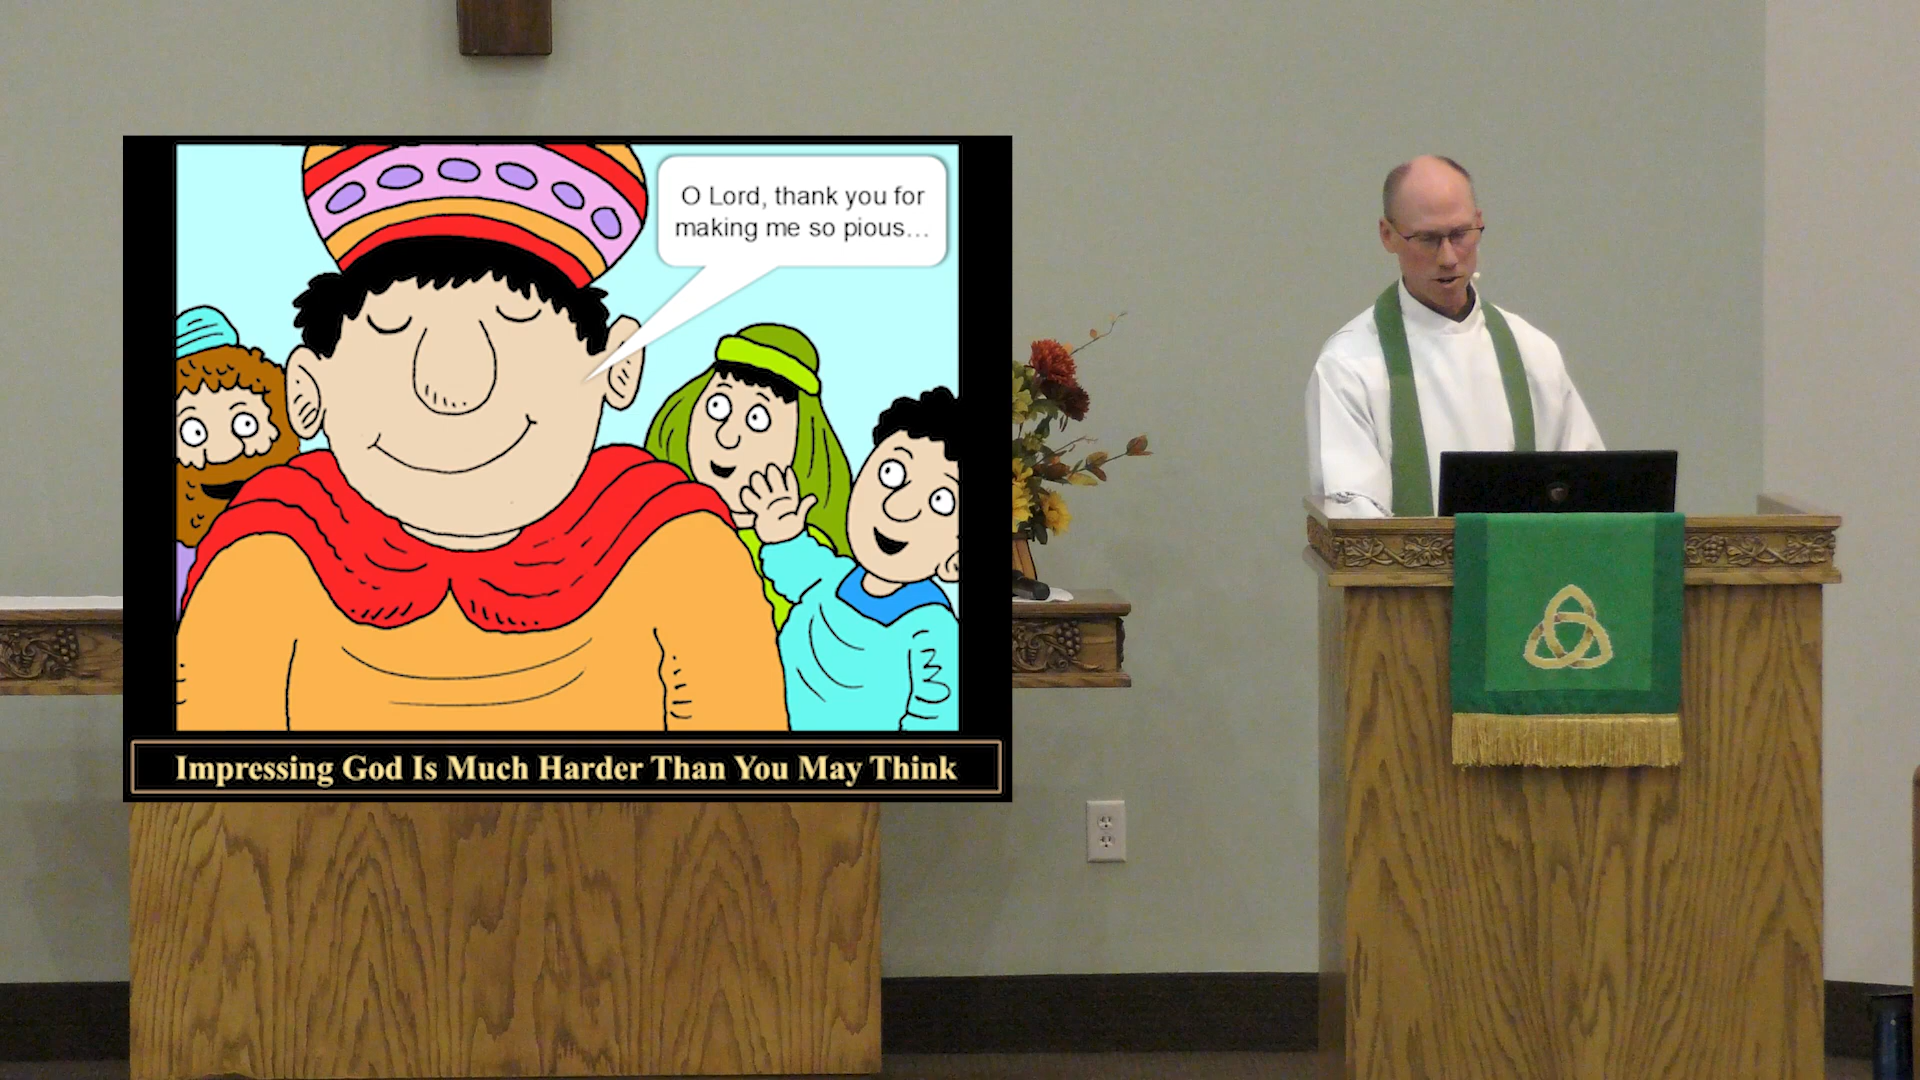 O Lord, thank you for
making me so pious...
Impressing God Is Much Harder Than You May Think